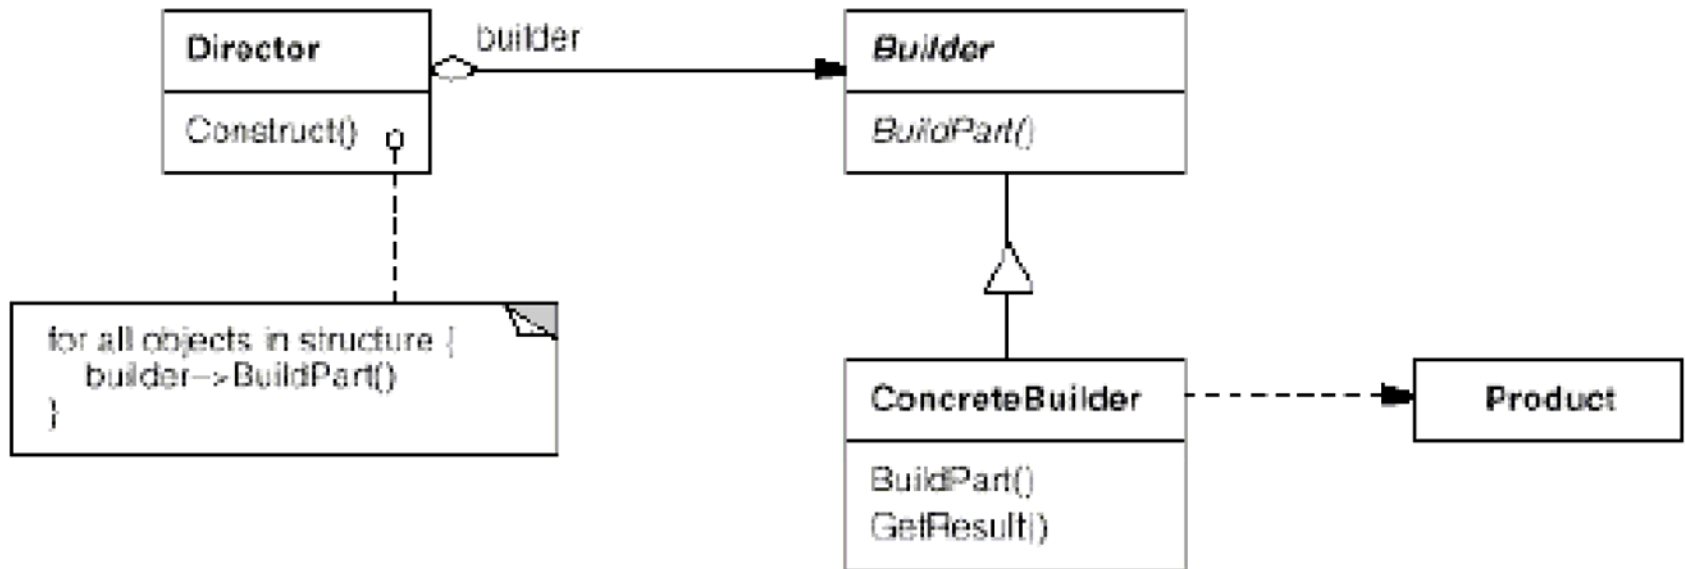 Director
builder
Builder
Construct()
BuildPart()
for all objects in structure {
builder->BuildPart()
}
ConcreteBuilder
Product
BuildPart()
GetResult()